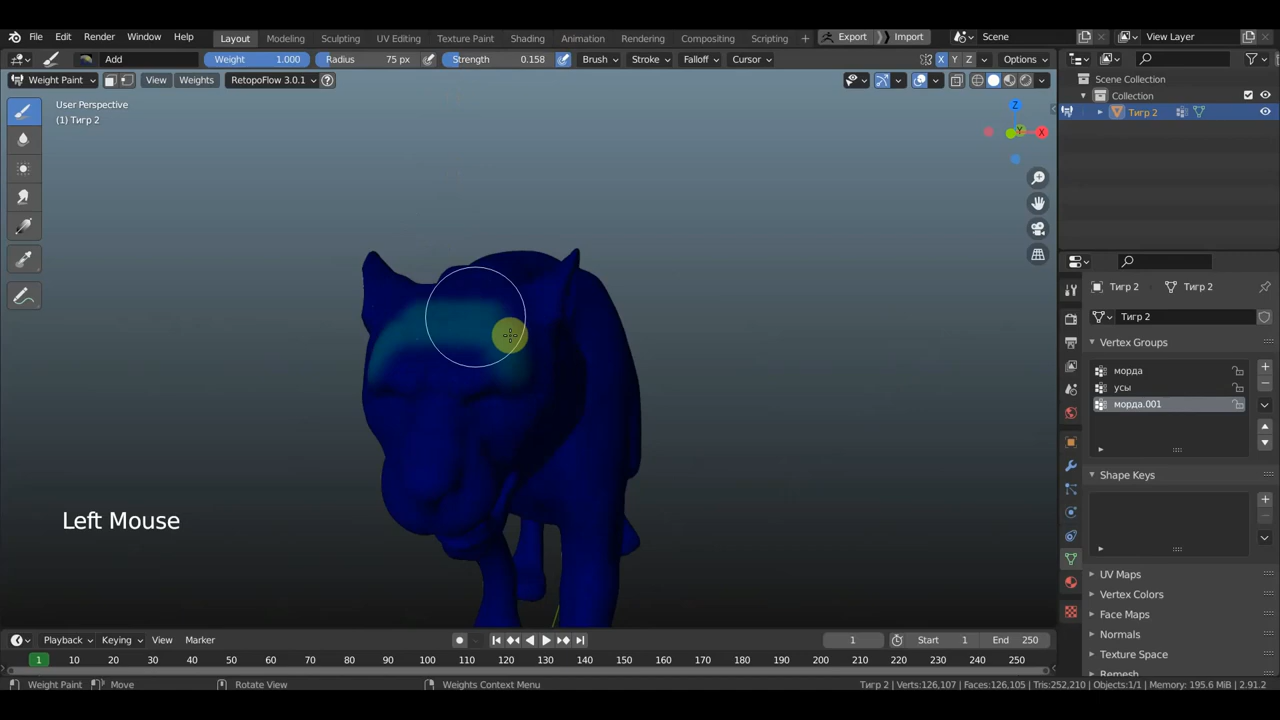 File Edit Render Window Help Layout Modeling Sculpting UV Editing Texture Paint Shading Animation Rendering Compositing Scripting + Export Import Scene View Layer
Add Weight 1.000 Radius 75 px Strength 0.158 Brush Stroke Falloff Cursor X Y Z Options
Weight Paint View Weights RetopoFlow 3.0.1
Scene Collection
Collection
Тигр 2
User Perspective
(1) Тигр 2
Z
Y
X
Тигр 2 Тигр 2
Тигр 2
Vertex Groups
морда
усы
морда.001
Shape Keys
Left Mouse
UV Maps
Vertex Colors
Face Maps
Normals
Texture Space
Remesh
Playback Keying View Marker 1 Start 1 End 250
1 10 20 30 40 50 60 70 80 90 100 110 120 130 140 150 160 170 180 190 200 210 220 230 240 250
Weight Paint Move Rotate View Weights Context Menu Тигр 2 | Verts:126,107 | Faces:126,105 | Tris:252,210 | Objects:1/1 | Memory: 195.6 MiB | 2.91.2